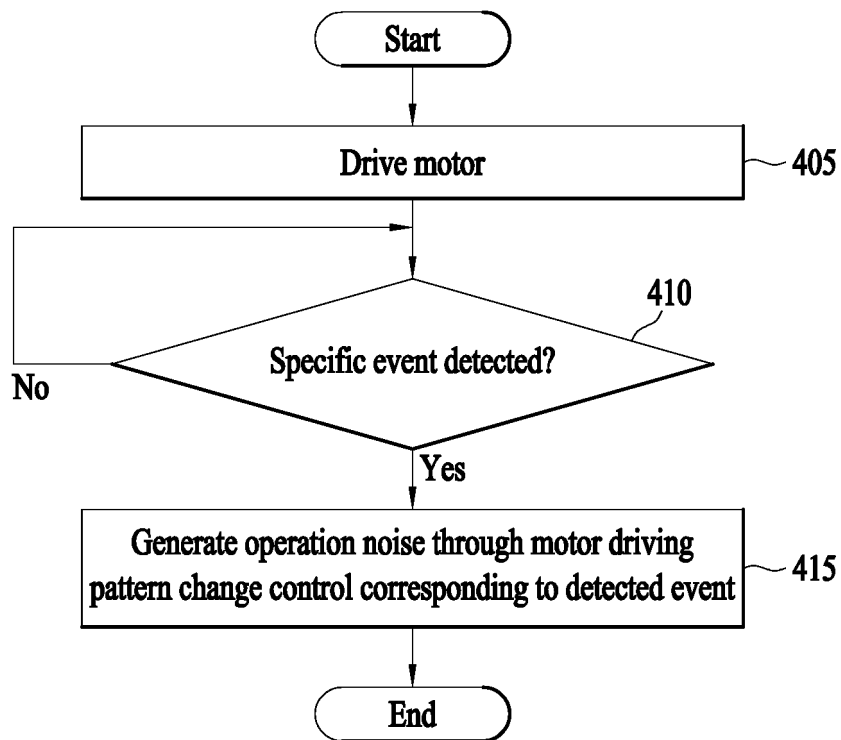 Start
Drive motor
405
410
Specific event detected?
No
Yes
Generate operation noise through motor driving
pattern change control corresponding to detected event
415
End